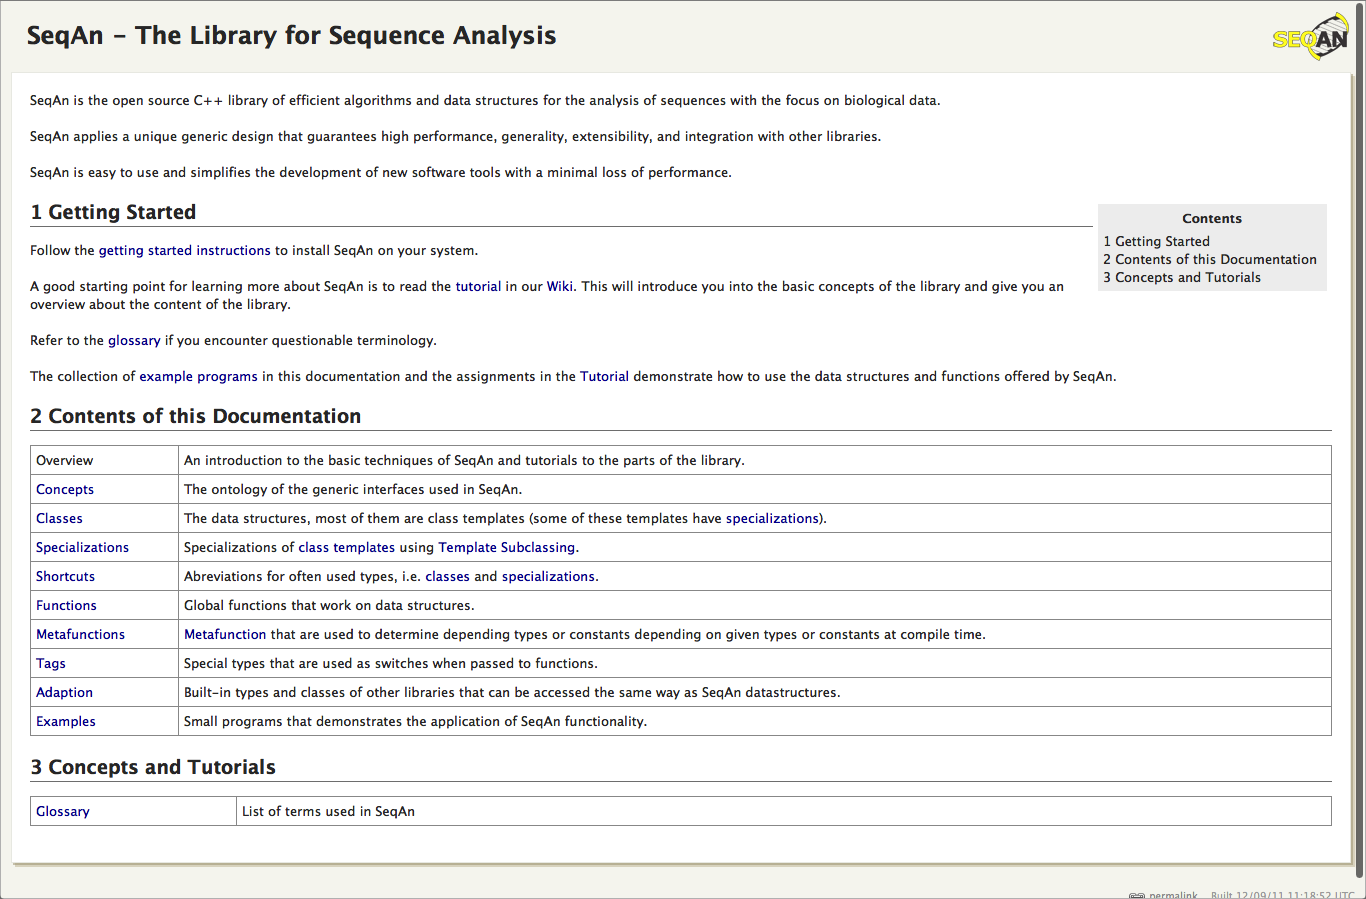 SeqAn – The Library for Sequence Analysis
SEQAN
SeqAn is the open source C++ library of efficient algorithms and data structures for the analysis of sequences with the focus on biological data.
SeqAn applies a unique generic design that guarantees high performance, generality, extensibility, and integration with other libraries.
SeqAn is easy to use and simplifies the development of new software tools with a minimal loss of performance.
Contents
1 Getting Started
2 Contents of this Documentation
3 Concepts and Tutorials
1 Getting Started
Follow the getting started instructions to install SeqAn on your system.
A good starting point for learning more about SeqAn is to read the tutorial in our Wiki. This will introduce you into the basic concepts of the library and give you an
overview about the content of the library.
Refer to the glossary if you encounter questionable terminology.
The collection of example programs in this documentation and the assignments in the Tutorial demonstrate how to use the data structures and functions offered by SeqAn.
2 Contents of this Documentation
Overview An introduction to the basic techniques of SeqAn and tutorials to the parts of the library.
Concepts The ontology of the generic interfaces used in SeqAn.
Classes The data structures, most of them are class templates (some of these templates have specializations).
Specializations Specializations of class templates using Template Subclassing.
Shortcuts Abreviations for often used types, i.e. classes and specializations.
Functions Global functions that work on data structures.
Metafunctions Metafunction that are used to determine depending types or constants depending on given types or constants at compile time.
Tags Special types that are used as switches when passed to functions.
Adaption Built-in types and classes of other libraries that can be accessed the same way as SeqAn datastructures.
Examples Small programs that demonstrates the application of SeqAn functionality.
3 Concepts and Tutorials
Glossary List of terms used in SeqAn
permalink Built 12/09/11 11:18:52 UTC